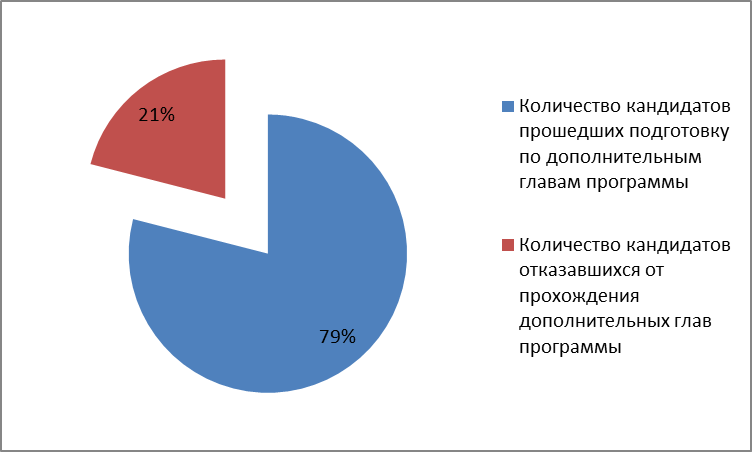 21%
79%
Количество кандидатов
прошедших подготовку
по дополнительным
главам программы
Количество кандидатов
отказавшихся от
прохождения
дополнительных глав
программы